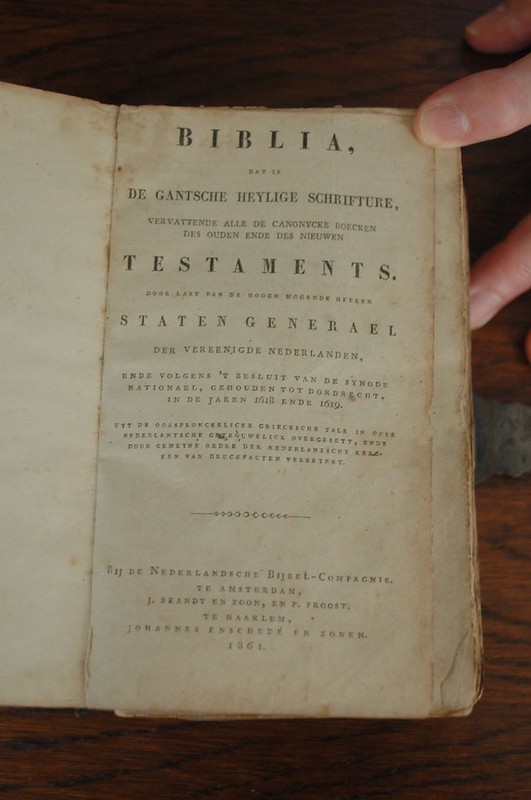 BIBLIA,
DAT IS
DE GANTSCHE HEYLIGE SCHRIFTURE,
VERVATTENDE ALLE DE CANONYCKE BOECKEN
DES OUDEN ENDE DES NIEUWEN
TESTAMENTS.
DOOR LAST VAN DE HOOGH MOGENDE HEEREN
STATEN GENERAEL
DER VEREENIGDE NEDERLANDEN,
ENDE VOLGENS 'T BESLUIT VAN DE SYNODE
NATIONAEL, GEHOUDEN TOT DORDRECHT,
IN DE JAREN 1618 ENDE 1619.
UYT DE OORSPRONCKELICKE GRIECKSCHE TALE IN ONSE
NEDERLANTSCHE GETROUWELICK OVERGESETT, ENDE
DOOR GEMEYNE ORDRE DER NEDERLANDSCHE KERC-
KEN VAN DRUCKFAUTEN VERBETERT.
BIJ DE NEDERLANDSCHE BIJBEL-COMPAGNIE.
TE AMSTERDAM,
J. BRANDT EN ZOON, EN P. PROOST.
TE HAARLEM,
JOHANNES ENSCHEDÉ EN ZONEN.
1861.